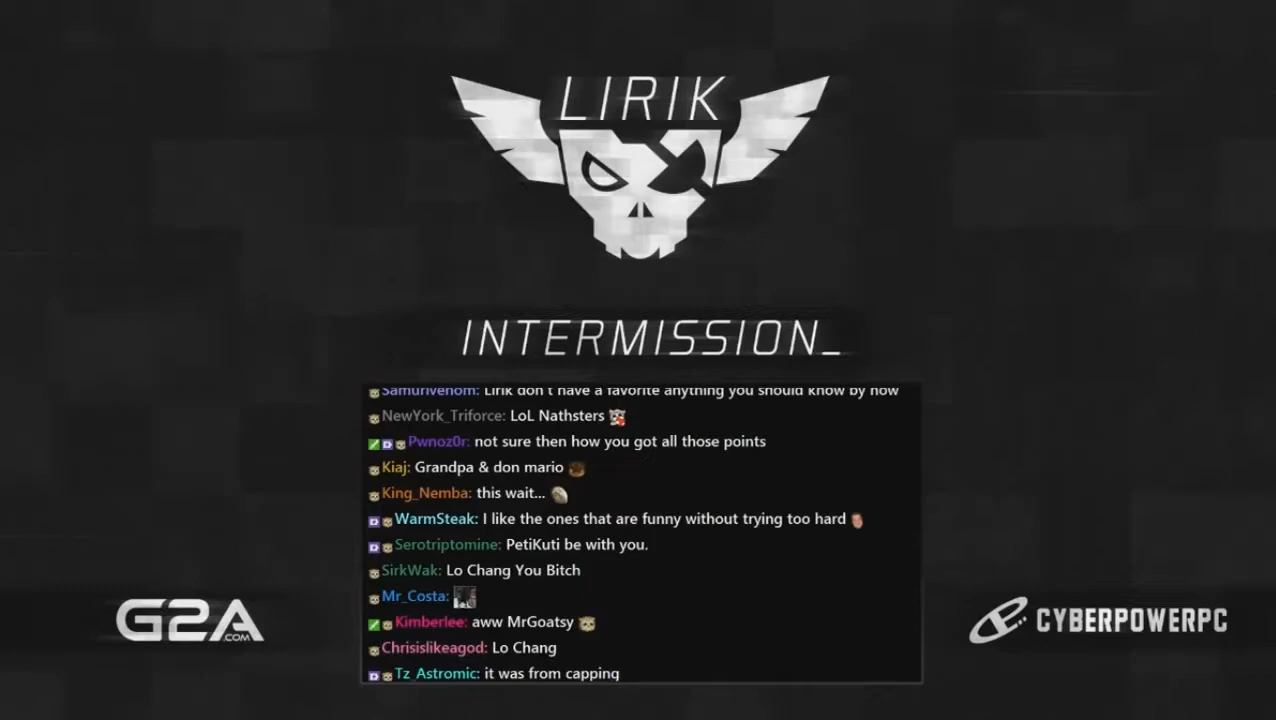 LIRIK
INTERMISSION_
Samurivenom: Lirik don't have a favorite anything you should know by now
NewYork_Triforce: LoL Nathsters
Pwnoz0r: not sure then how you got all those points
Kiaj: Grandpa & don mario
King_Nemba: this wait...
WarmSteak: I like the ones that are funny without trying too hard
Serotriptomine: PetiKuti be with you.
SirkWak: Lo Chang You Bitch
Mr_Costa:
Kimberlee: aww MrGoatsy
Chrisislikeagod: Lo Chang
Tz_Astromic: it was from capping
G2A
.COM
CYBERPOWERPC